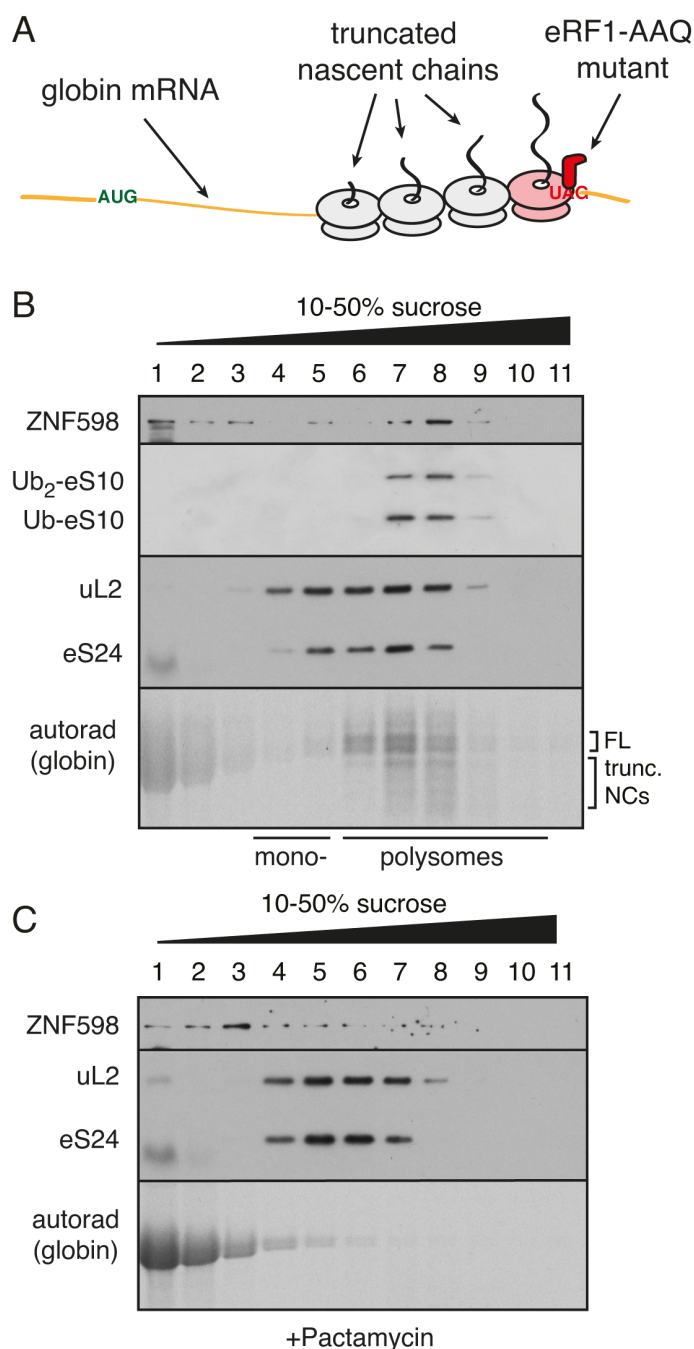 A
truncated
nascent chains
eRF1-AAQ
mutant
globin mRNA
AUG
UAG
B
10-50% sucrose
1 2 3 4 5 6 7 8 9 10 11
ZNF598
Ub2-eS10
Ub-eS10
uL2
eS24
autorad
(globin)
FL
trunc.
NCs
mono-
polysomes
C
10-50% sucrose
1 2 3 4 5 6 7 8 9 10 11
ZNF598
uL2
eS24
autorad
(globin)
+Pactamycin